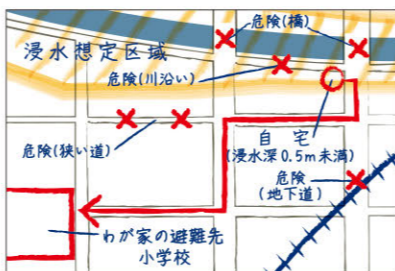 危険(橋)
浸水想定区域
危険(川沿い)
自宅
(浸水深0.5m未満)
危険(狭い道)
危険
(地下道)
わが家の避難先
小学校